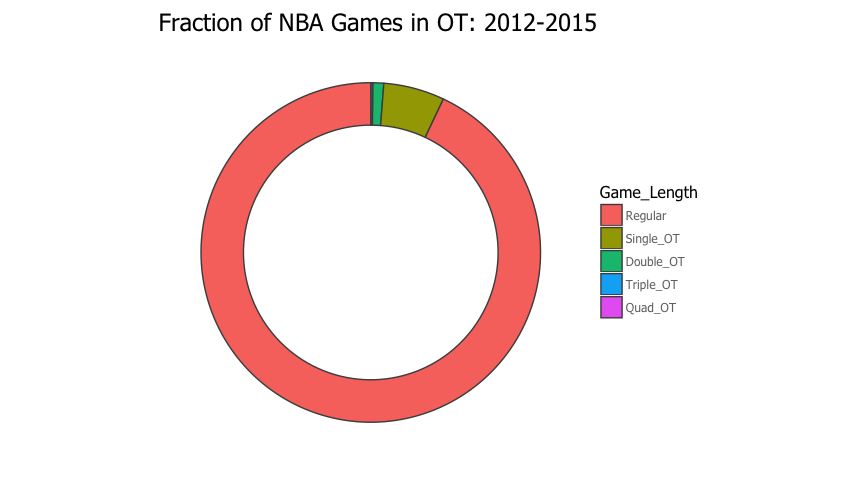 Fraction of NBA Games in OT: 2012-2015
Game_Length
Regular
Single_OT
Double_OT
Triple_OT
Quad_OT